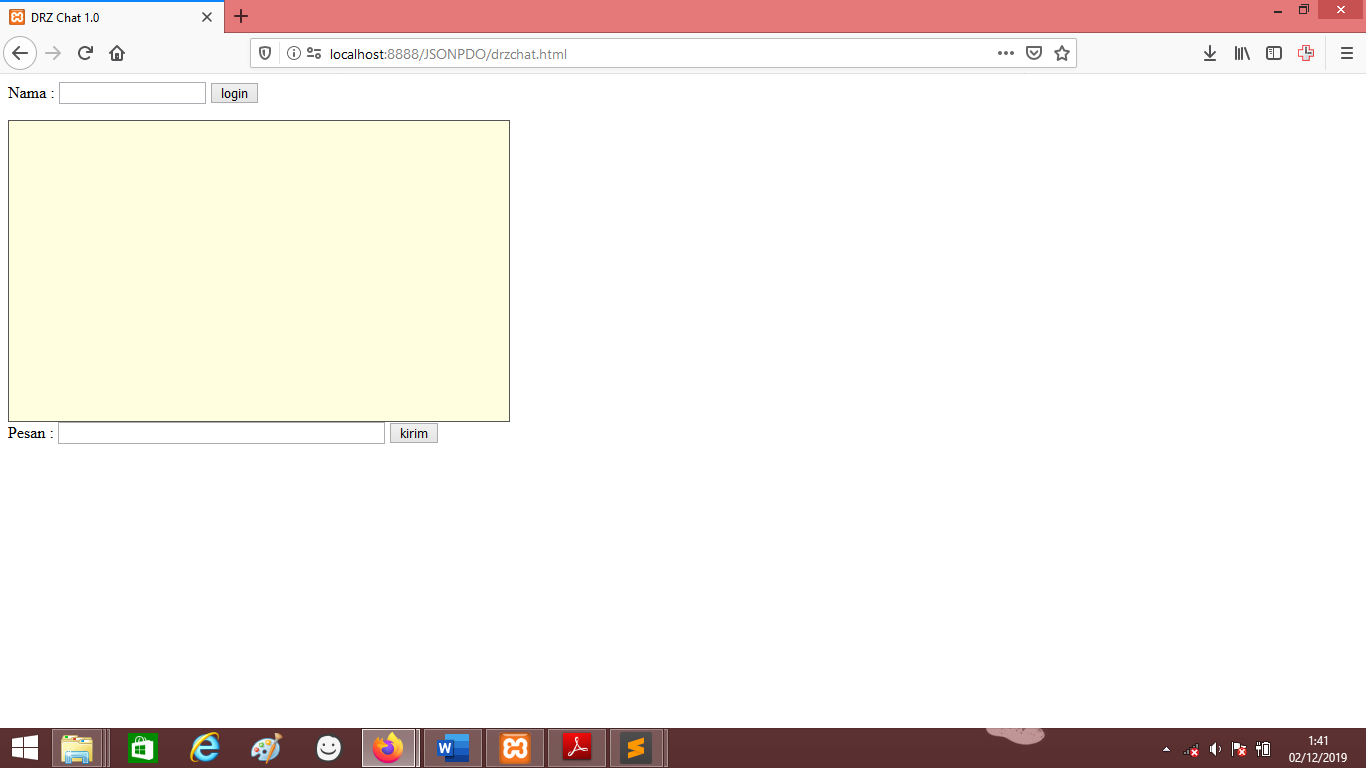 DRZ Chat 1.0
localhost:8888/JSONPDO/drzchat.html
Nama : login
Pesan : kirim
1:41
02/12/2019